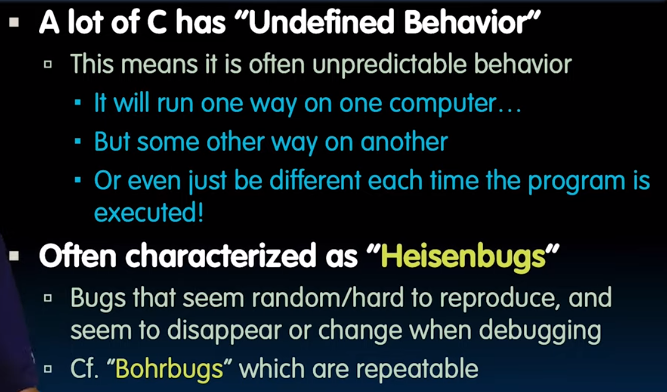 A lot of C has "Undefined Behavior"
This means it is often unpredictable behavior
It will run one way on one computer...
But some other way on another
Or even just be different each time the program is
executed!
Often characterized as "Heisenbugs"
Bugs that seem random/hard to reproduce, and
seem to disappear or change when debugging
Cf. "Bohrbugs" which are repeatable